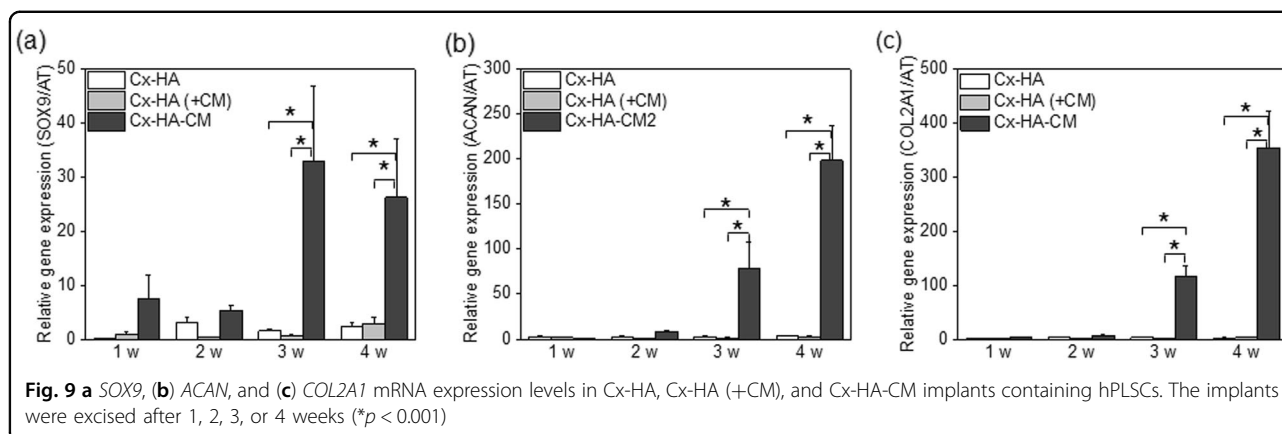 (a)
Relative gene expression (SOX9/AT)
50
40
30
20
10
0
Cx-HA
Cx-HA (+CM)
Cx-HA-CM
*
*
*
*
1 w 2 w 3 w 4 w
(b)
Relative gene expression (ACAN/AT)
300
250
200
150
100
50
0
Cx-HA
Cx-HA (+CM)
Cx-HA-CM2
*
*
*
*
1 w 2 w 3 w 4 w
(c)
Relative gene expression (COL2A1/AT)
500
400
300
200
100
0
Cx-HA
Cx-HA (+CM)
Cx-HA-CM
*
*
*
*
1 w 2 w 3 w 4 w
Fig. 9 a SOX9, (b) ACAN, and (c) COL2A1 mRNA expression levels in Cx-HA, Cx-HA (+CM), and Cx-HA-CM implants containing hPLSCs. The implants
were excised after 1, 2, 3, or 4 weeks (*p < 0.001)